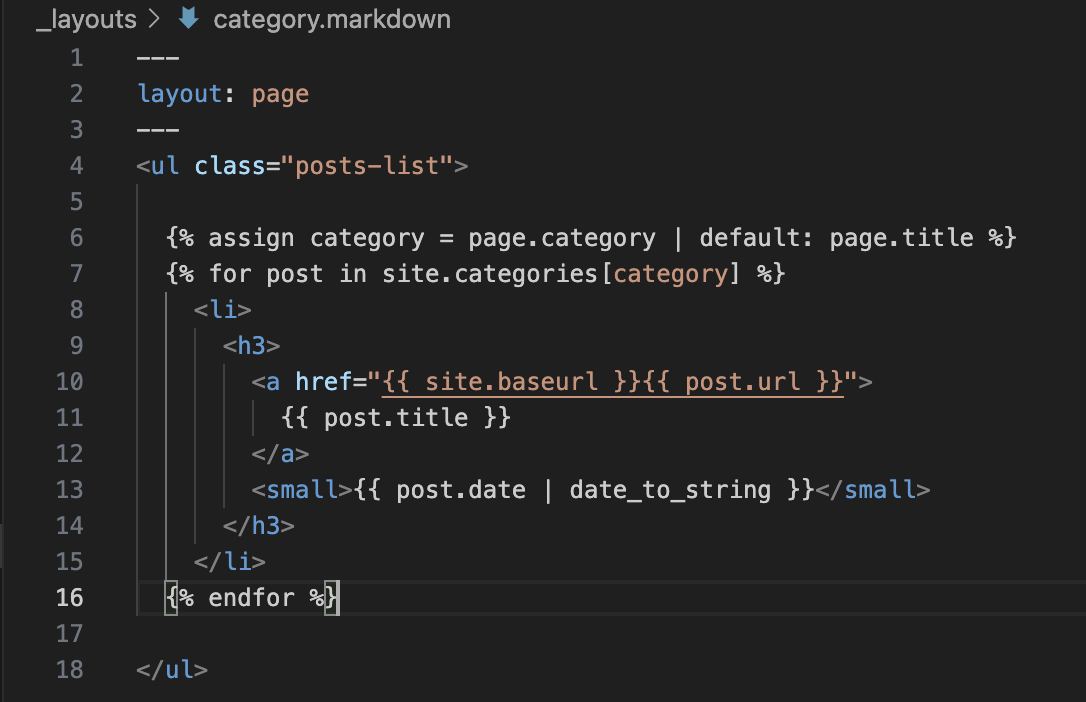 _layouts > category.markdown
1 ---
2 layout: page
3 ---
4 <ul class="posts-list">
5
6   {% assign category = page.category | default: page.title %}
7   {% for post in site.categories[category] %}
8     <li>
9       <h3>
10         <a href="{{ site.baseurl }}{{ post.url }}">
11           {{ post.title }}
12         </a>
13         <small>{{ post.date | date_to_string }}</small>
14       </h3>
15     </li>
16   {% endfor %}
17
18 </ul>